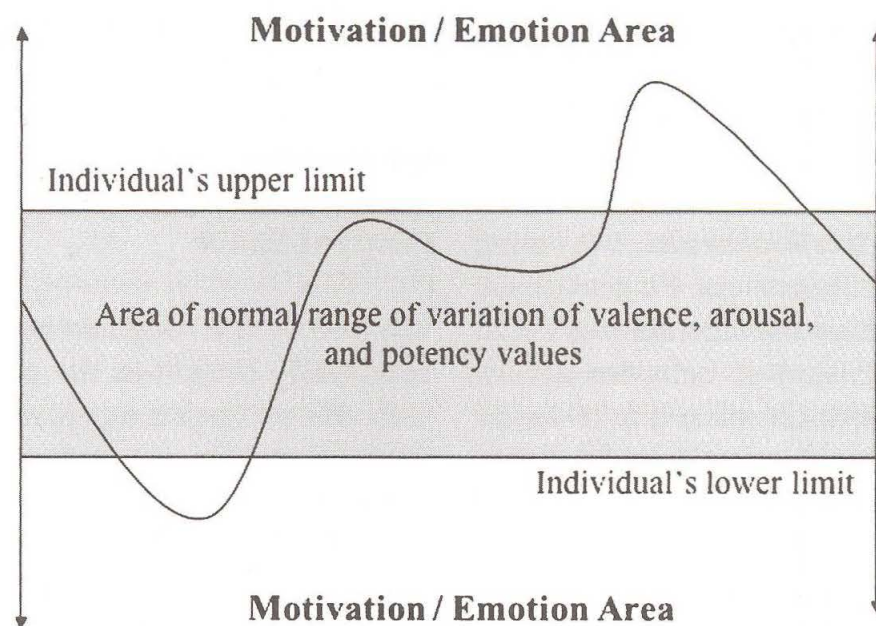 Motivation / Emotion Area
Individual's upper limit
Area of normal range of variation of valence, arousal,
and potency values
Individual's lower limit
Motivation / Emotion Area